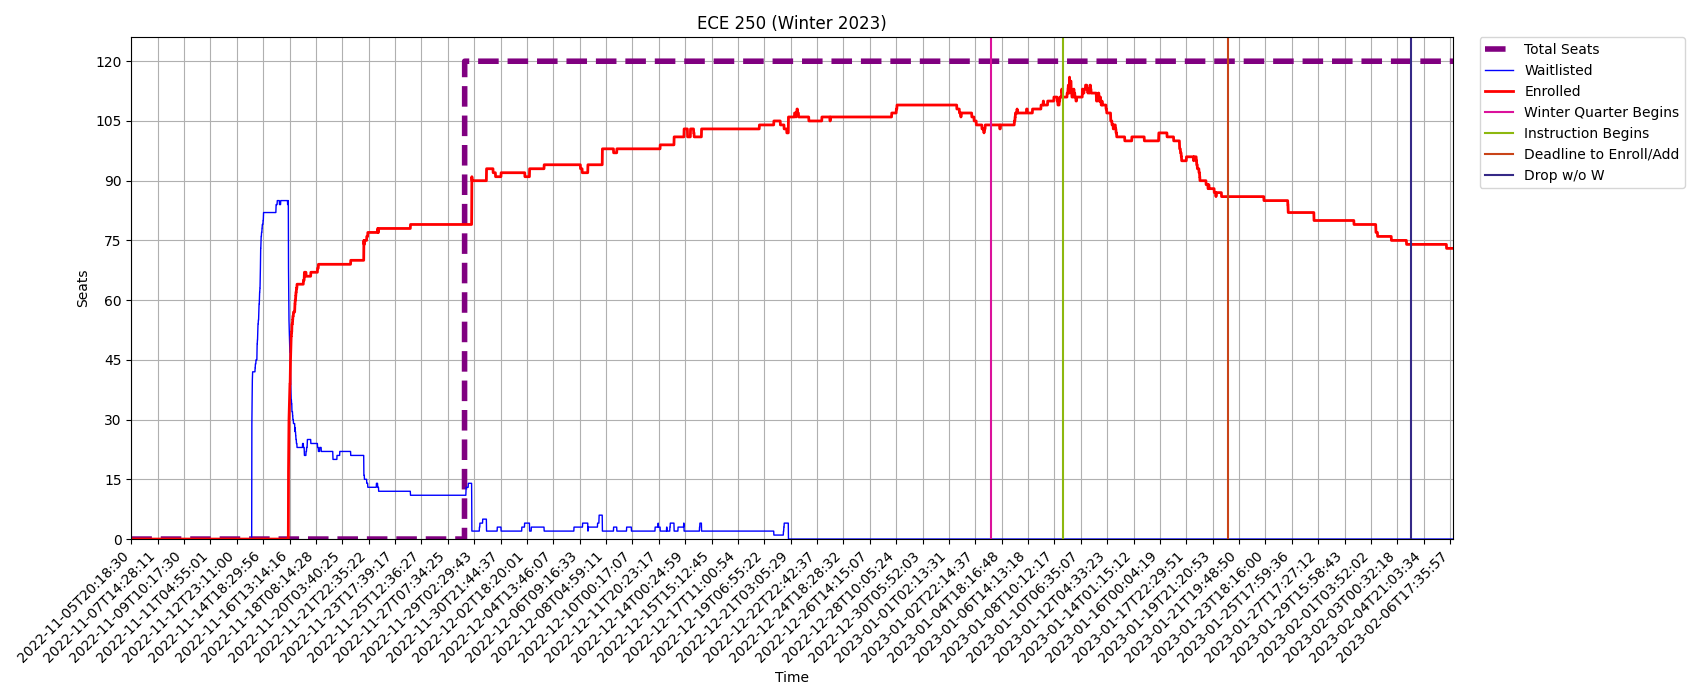 ECE 250 (Winter 2023)
Total Seats
Waitlisted
Enrolled
Winter Quarter Begins
Instruction Begins
Deadline to Enroll/Add
Drop w/o W
Seats
120
105
90
75
60
45
30
15
0
2022-11-05T20:18:30
2022-11-07T14:28:11
2022-11-09T10:17:30
2022-11-11T04:55:01
2022-11-12T23:11:00
2022-11-14T18:29:56
2022-11-16T13:14:16
2022-11-18T08:14:28
2022-11-20T03:40:25
2022-11-21T22:35:22
2022-11-23T17:39:17
2022-11-25T12:36:27
2022-11-27T07:34:25
2022-11-29T03:29:43
2022-11-30T21:44:37
2022-12-02T18:20:01
2022-12-04T13:46:07
2022-12-06T09:16:33
2022-12-08T04:59:11
2022-12-10T00:17:07
2022-12-11T20:23:17
2022-12-14T00:24:59
2022-12-15T15:12:45
2022-12-17T11:00:54
2022-12-19T06:55:22
2022-12-21T03:05:29
2022-12-22T22:42:37
2022-12-24T18:28:32
2022-12-26T14:15:07
2022-12-28T10:05:24
2022-12-30T05:52:03
2023-01-01T02:13:31
2023-01-02T22:14:37
2023-01-04T18:16:48
2023-01-06T14:13:18
2023-01-08T10:12:17
2023-01-10T06:35:07
2023-01-12T04:33:23
2023-01-14T01:15:12
2023-01-16T00:04:19
2023-01-17T22:29:51
2023-01-19T21:20:53
2023-01-21T19:48:50
2023-01-23T18:16:00
2023-01-25T17:59:36
2023-01-27T17:27:12
2023-01-29T15:58:43
2023-02-01T03:52:02
2023-02-03T03:32:18
2023-02-04T21:03:34
2023-02-06T17:35:57
Time